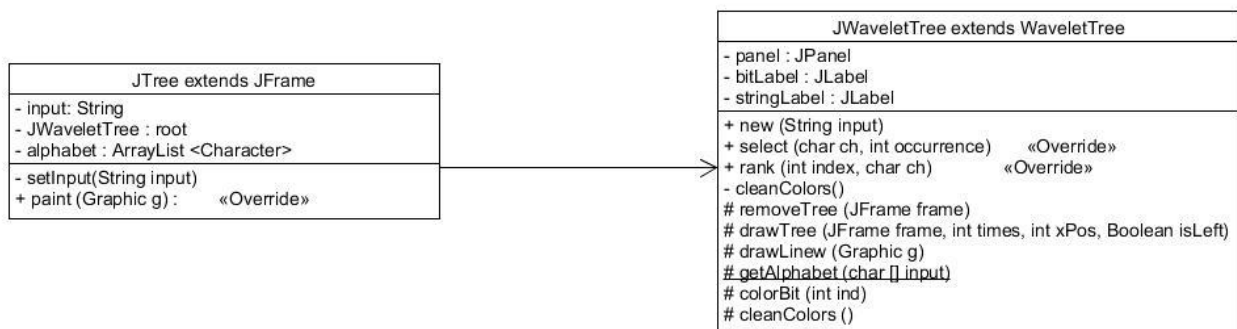 JTree extends JFrame
- input: String
- JWaveletTree : root
- alphabet : ArrayList <Character>
- setInput(String input)
+ paint (Graphic g) : «Override»
JWaveletTree extends WaveletTree
- panel : JPanel
- bitLabel : JLabel
- stringLabel : JLabel
+ new (String input)
+ select (char ch, int occurrence) «Override»
+ rank (int index, char ch) «Override»
- cleanColors()
# removeTree (JFrame frame)
# drawTree (JFrame frame, int times, int xPos, Boolean isLeft)
# drawLinew (Graphic g)
# getAlphabet (char [] input)
# colorBit (int ind)
# cleanColors ()